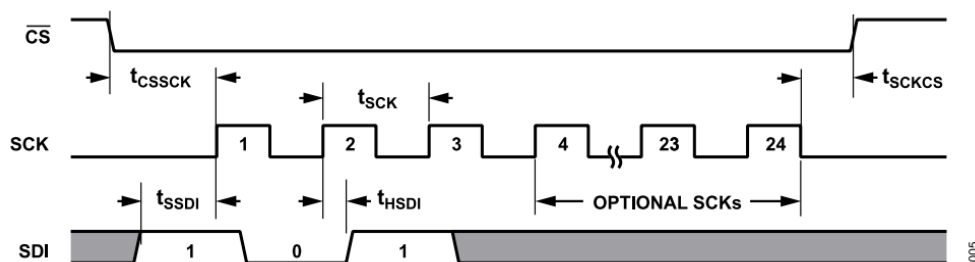 CS
tCSSCK
tSCK
tSCKCS
SCK 1 2 3 4 23 24
tSSDI
tHSDI
OPTIONAL SCKs
SDI 1 0 1
005